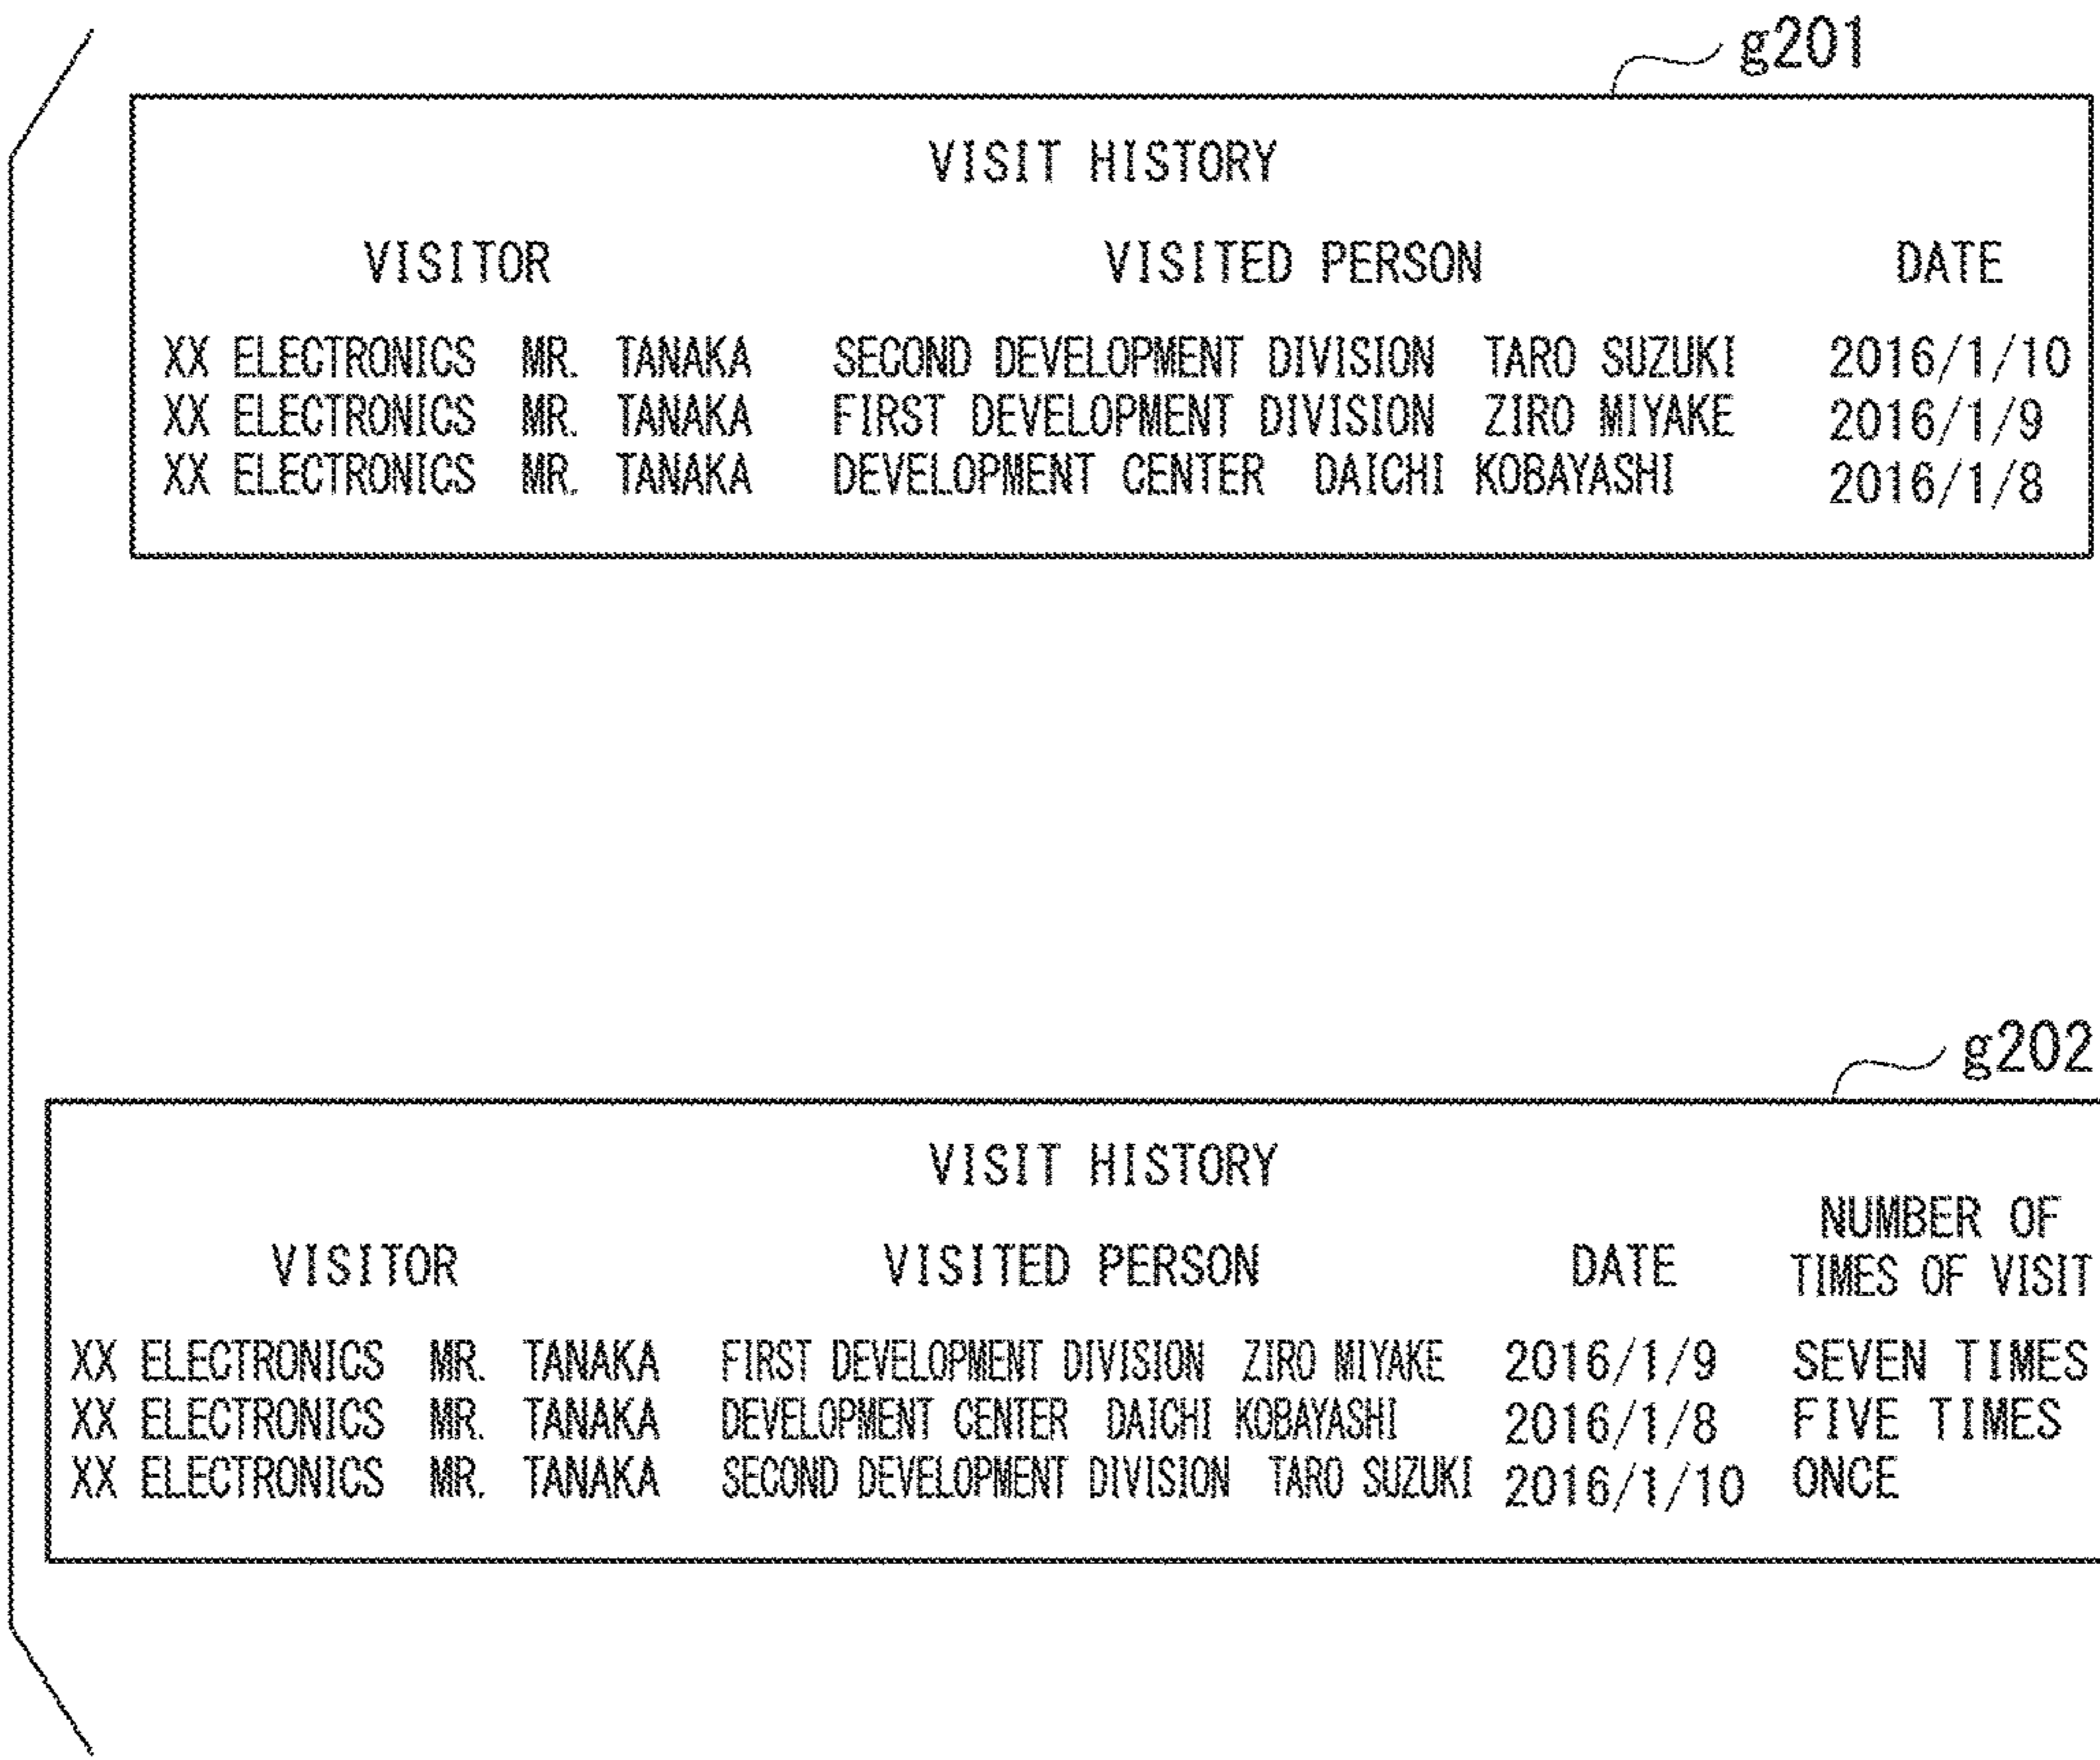 g201
VISIT HISTORY
VISITOR VISITED PERSON DATE
XX ELECTRONICS MR. TANAKA SECOND DEVELOPMENT DIVISION TARO SUZUKI 2016/1/10
XX ELECTRONICS MR. TANAKA FIRST DEVELOPMENT DIVISION ZIRO MIYAKE 2016/1/9
XX ELECTRONICS MR. TANAKA DEVELOPMENT CENTER DAICHI KOBAYASHI 2016/1/8
g202
VISIT HISTORY
NUMBER OF
VISITOR VISITED PERSON DATE TIMES OF VISIT
XX ELECTRONICS MR. TANAKA FIRST DEVELOPMENT DIVISION ZIRO MIYAKE 2016/1/9 SEVEN TIMES
XX ELECTRONICS MR. TANAKA DEVELOPMENT CENTER DAICHI KOBAYASHI 2016/1/8 FIVE TIMES
XX ELECTRONICS MR. TANAKA SECOND DEVELOPMENT DIVISION TARO SUZUKI 2016/1/10 ONCE